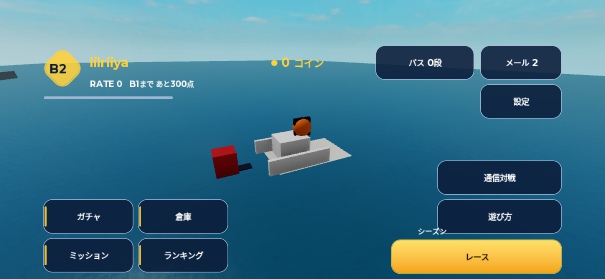 B2
ilirilya
RATE 0 B1まで あと300点
0 コイン
パス 0段
メール 2
設定
通信対戦
遊び方
シーズン
レース
ガチャ
倉庫
ミッション
ランキング